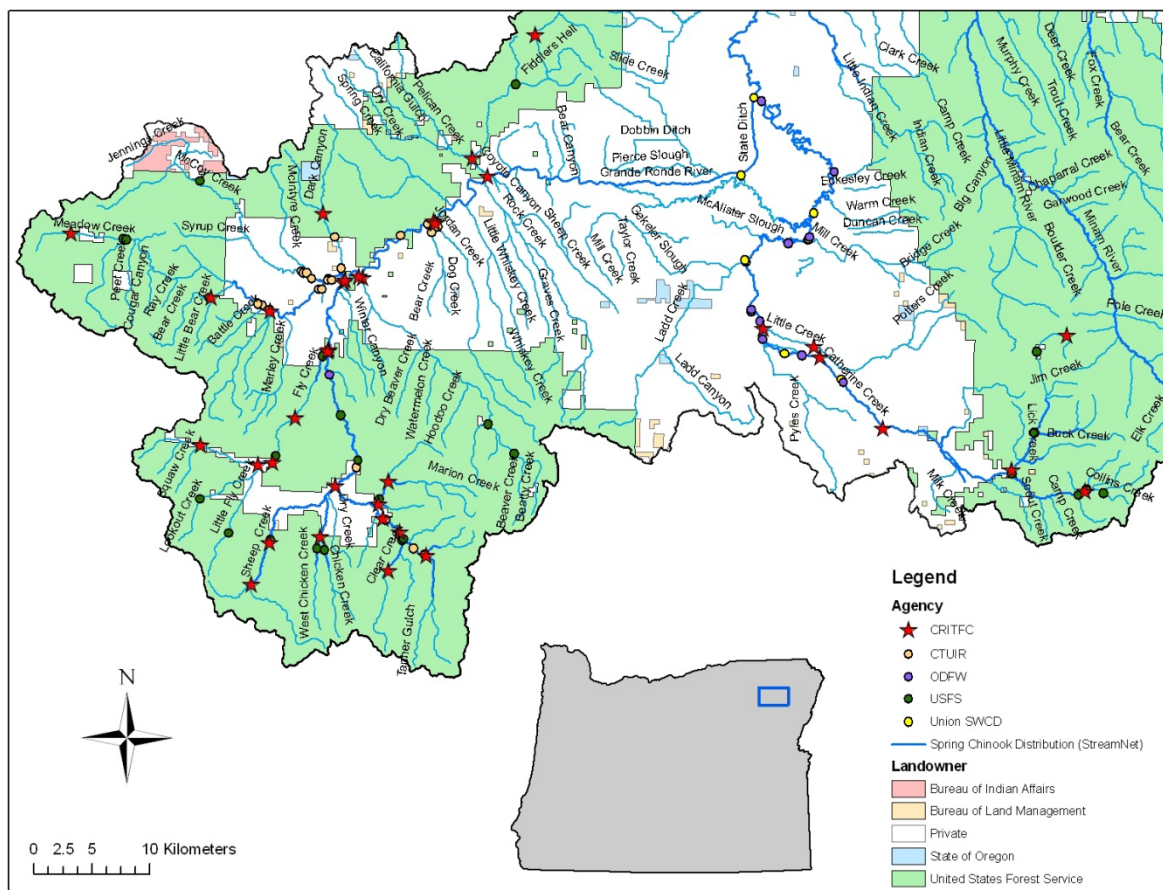 Fiddlers Hell
Slide Creek
Clark Creek
Little Indian Creek
Murphy Creek
Deer Creek
Trout Creek
Fox Creek
Bear Creek
California Gulch
Pelican Creek
Dry Creek
Spring Creek
Bear Canyon
Dobbin Ditch
State Ditch
Indian Creek
Camp Creek
Jennings Creek
McCoy Creek
Pierce Slough
Grande Ronde River
Eckesley Creek
Big Canyon
Little Minam River
Chaparral Creek
Garwood Creek
Dark Canyon
McIntyre Creek
Coyote Canyon
Rock Creek
Sheep Creek
McAlister Slough
Warm Creek
Duncan Creek
Boulder Creek
Minam River
Meadow Creek
Syrup Creek
Jordan Creek
Little Whiskey Creek
Graves Creek
Mill Creek
Taylor Creek
Gekeler Slough
Mill Creek
Bridge Creek
Peet Creek
Cougar Canyon
Ray Creek
Bear Creek
Little Bear Creek
Battle Creek
Bear Creek
Dog Creek
Whiskey Creek
Ladd Creek
Potters Creek
Pole Creek
Marley Creek
Fly Creek
Winter Canyon
Dry Beaver Creek
Watermelon Creek
Hoodoo Creek
Ladd Canyon
Little Creek
Catherine Creek
Pyles Creek
Jim Creek
Lick Creek
Buck Creek
Elk Creek
Squaw Creek
Lookout Creek
Little Fly Creek
Marion Creek
Beaver Creek
Beatty Creek
Milk Creek
Scout Creek
Camp Creek
Collins Creek
Sheep Creek
Dry Creek
West Chicken Creek
Chicken Creek
Clear Creek
Tanner Gulch
Legend
Agency
CRITFC
CTUIR
ODFW
USFS
Union SWCD
Spring Chinook Distribution (StreamNet)
Landowner
Bureau of Indian Affairs
Bureau of Land Management
Private
State of Oregon
United States Forest Service
N
0 2.5 5 10 Kilometers